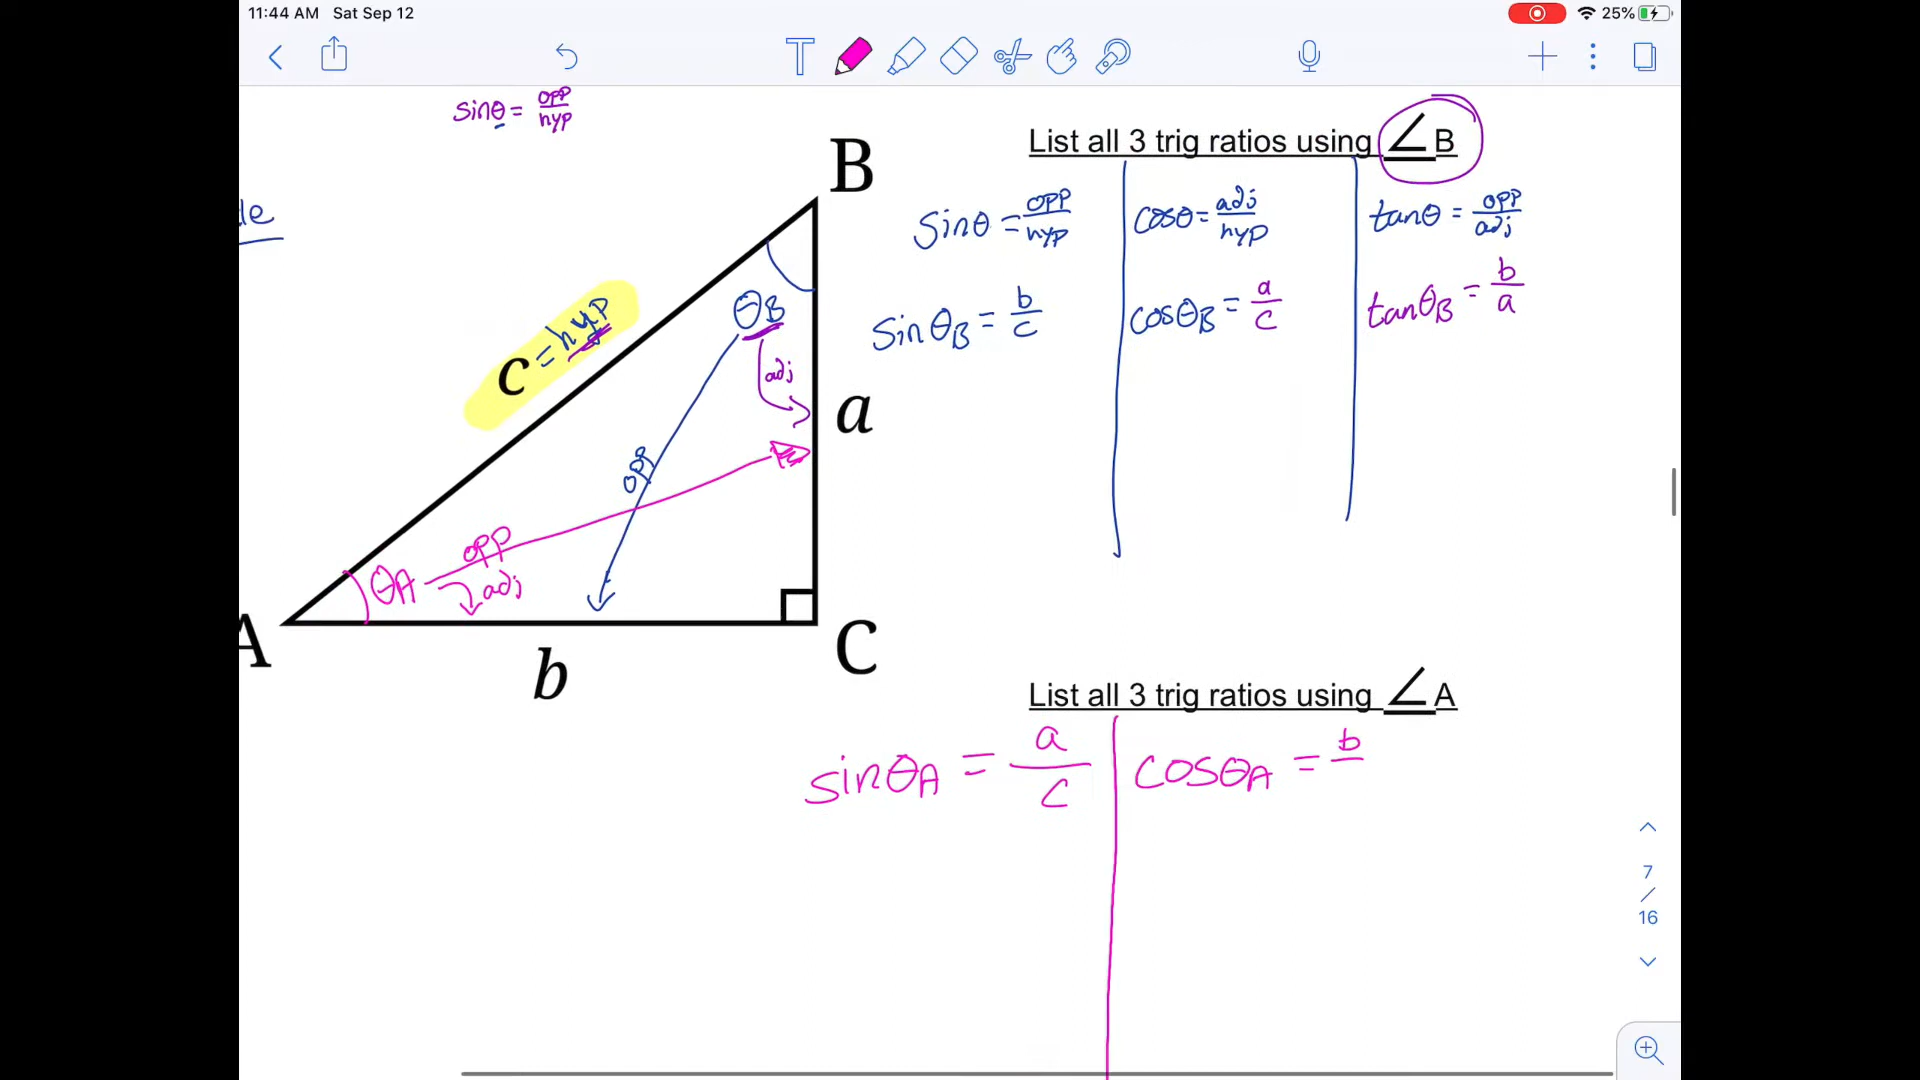 11:44 AM Sat Sep 12
25%
T
sinθ = opp/hyp
List all 3 trig ratios using ∠B
B
sinθ = opp/hyp
cosθ = adj/hyp
tanθ = opp/adj
sinθB = b/c
cosθB = a/c
tanθB = b/a
θB
c = hyp
adj
a
opp
opp
θA
adj
A
C
b
List all 3 trig ratios using ∠A
sinθA = a/c
cosθA = b
7
/
16